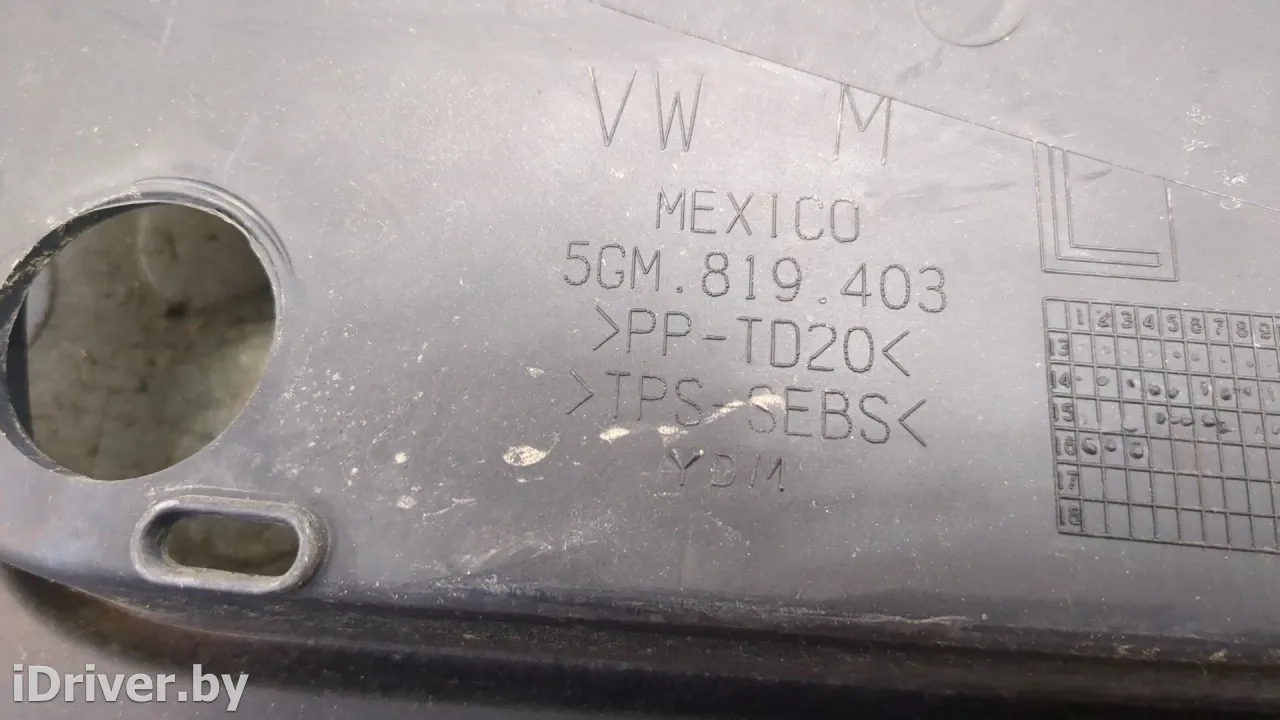 VW M
MEXICO
5GM.819.403
>PP-TD20<
>TPS-SEBS<
YDM
1 2 3 4 5 6 7 8 9
13
14
15
16
17
18
iDriver.by